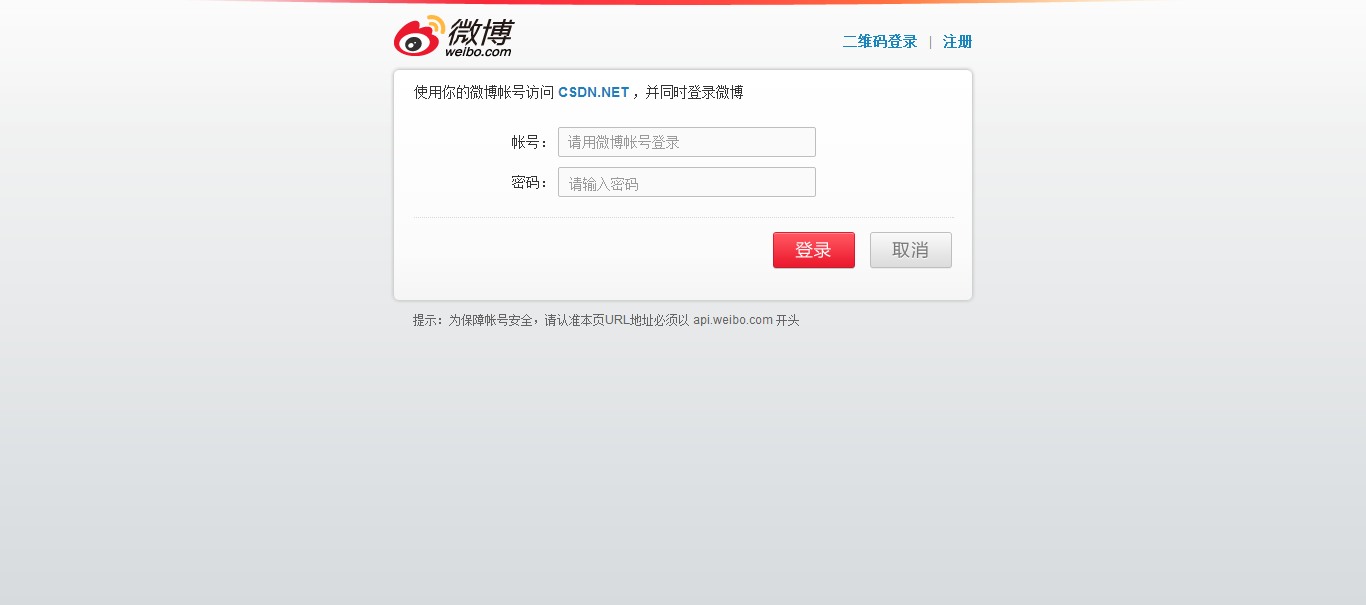 微博
weibo.com
二维码登录 | 注册
使用你的微博帐号访问 CSDN.NET ，并同时登录微博
帐号： 请用微博帐号登录
密码： 请输入密码
登录 取消
提示：为保障帐号安全，请认准本页URL地址必须以 api.weibo.com 开头